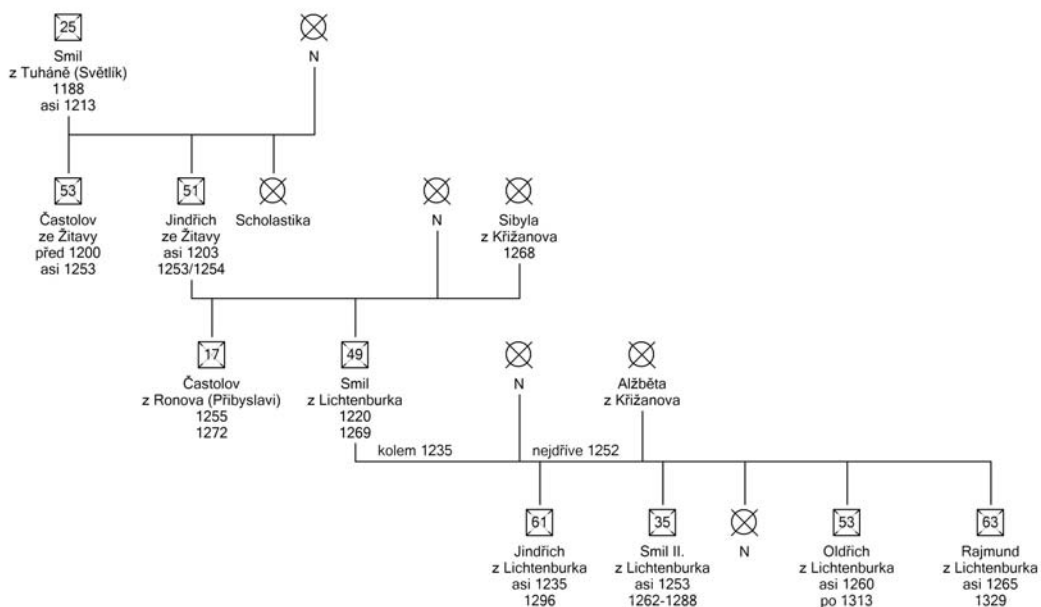 25
Smil
z Tuháně (Světlík)
1188
asi 1213
N
53
Častolov
ze Žitavy
před 1200
asi 1253
51
Jindřich
ze Žitavy
asi 1203
1253/1254
Scholastika
N
Sibyla
z Křižanova
1268
17
Častolov
z Ronova (Přibyslavi)
1255
1272
49
Smil
z Lichtenburka
1220
1269
N
Alžběta
z Křižanova
kolem 1235
nejdříve 1252
61
Jindřich
z Lichtenburka
asi 1235
1296
35
Smil II.
z Lichtenburka
asi 1253
1262-1288
N
53
Oldřich
z Lichtenburka
asi 1260
po 1313
63
Rajmund
z Lichtenburka
asi 1265
1329